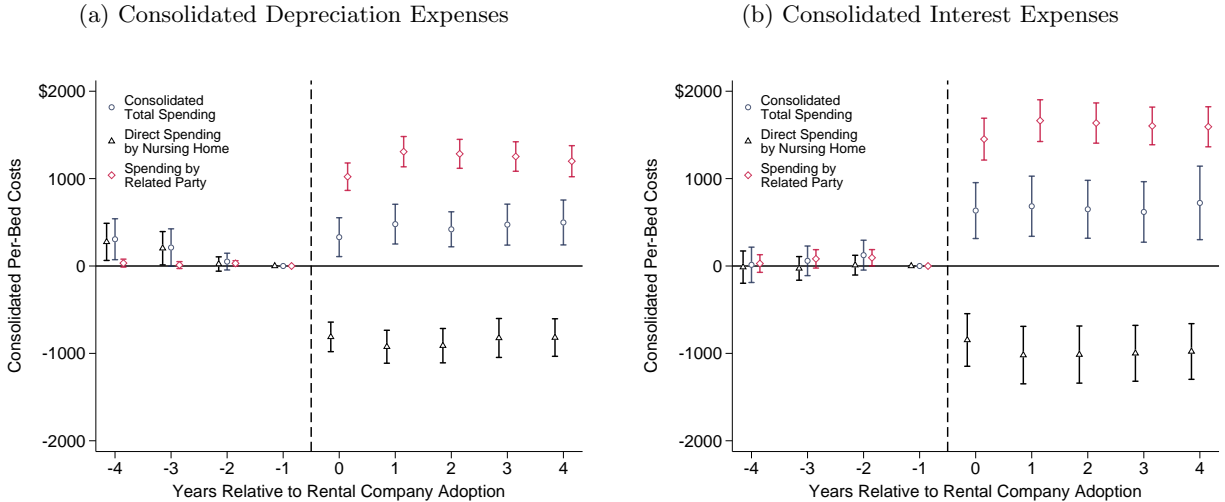 (a) Consolidated Depreciation Expenses
Consolidated Per-Bed Costs
$2000
1000
0
-1000
-2000
Consolidated
Total Spending
Direct Spending
by Nursing Home
Spending by
Related Party
-4 -3 -2 -1 0 1 2 3 4
Years Relative to Rental Company Adoption
(b) Consolidated Interest Expenses
Consolidated Per-Bed Costs
$2000
1000
0
-1000
-2000
Consolidated
Total Spending
Direct Spending
by Nursing Home
Spending by
Related Party
-4 -3 -2 -1 0 1 2 3 4
Years Relative to Rental Company Adoption